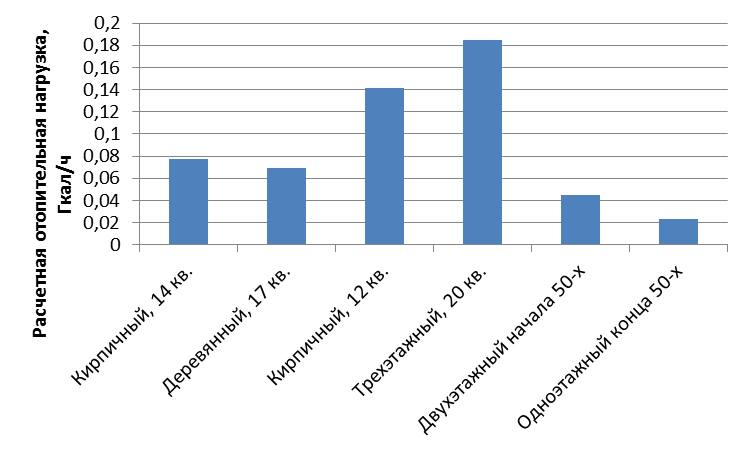 Расчетная отопительная нагрузка,
Гкал/ч
0,2
0,18
0,16
0,14
0,12
0,1
0,08
0,06
0,04
0,02
0
Кирпичный, 14 кв.
Деревянный, 17 кв.
Кирпичный, 12 кв.
Трехэтажный, 20 кв.
Двухэтажный начала 50-х
Одноэтажный конца 50-х